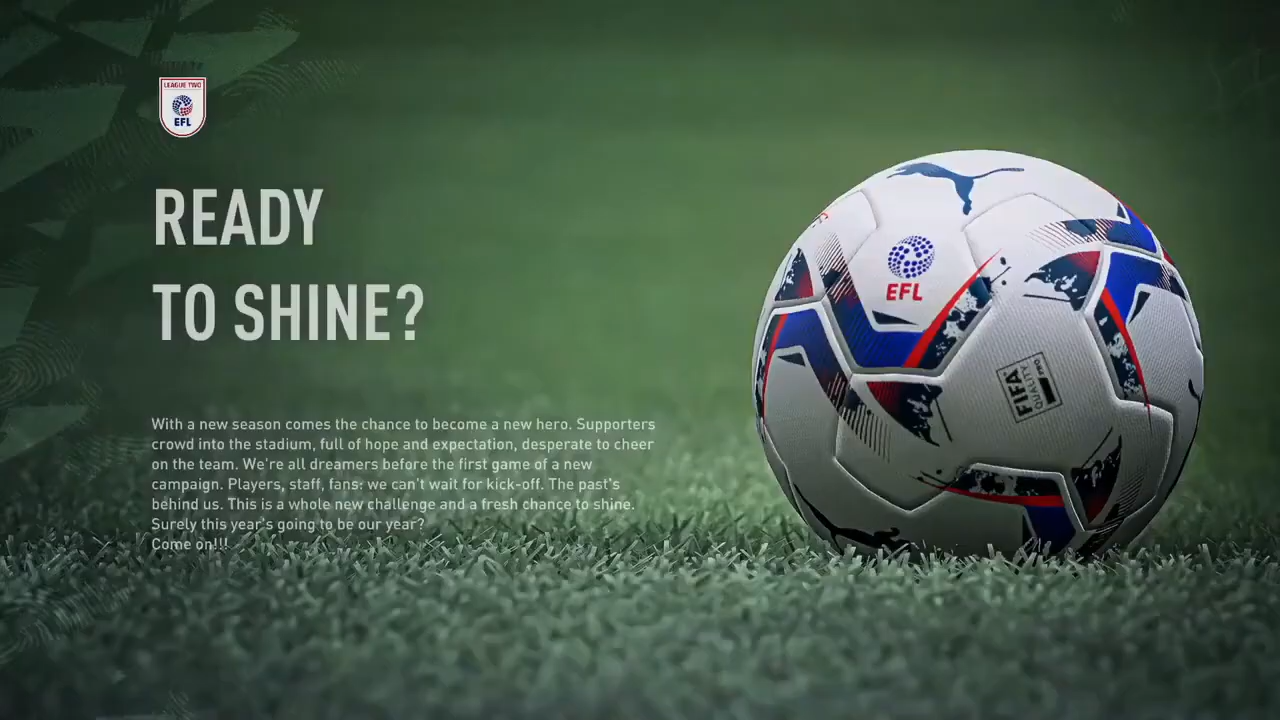 LEAGUE TWO
EFL
READY
TO SHINE?
With a new season comes the chance to become a new hero. Supporters
crowd into the stadium, full of hope and expectation, desperate to cheer
on the team. We're all dreamers before the first game of a new
campaign. Players, staff, fans: we can't wait for kick-off. The past's
behind us. This is a whole new challenge and a fresh chance to shine.
Surely this year's going to be our year?
Come on!!!
EFL
FIFA
QUALITY
PRO